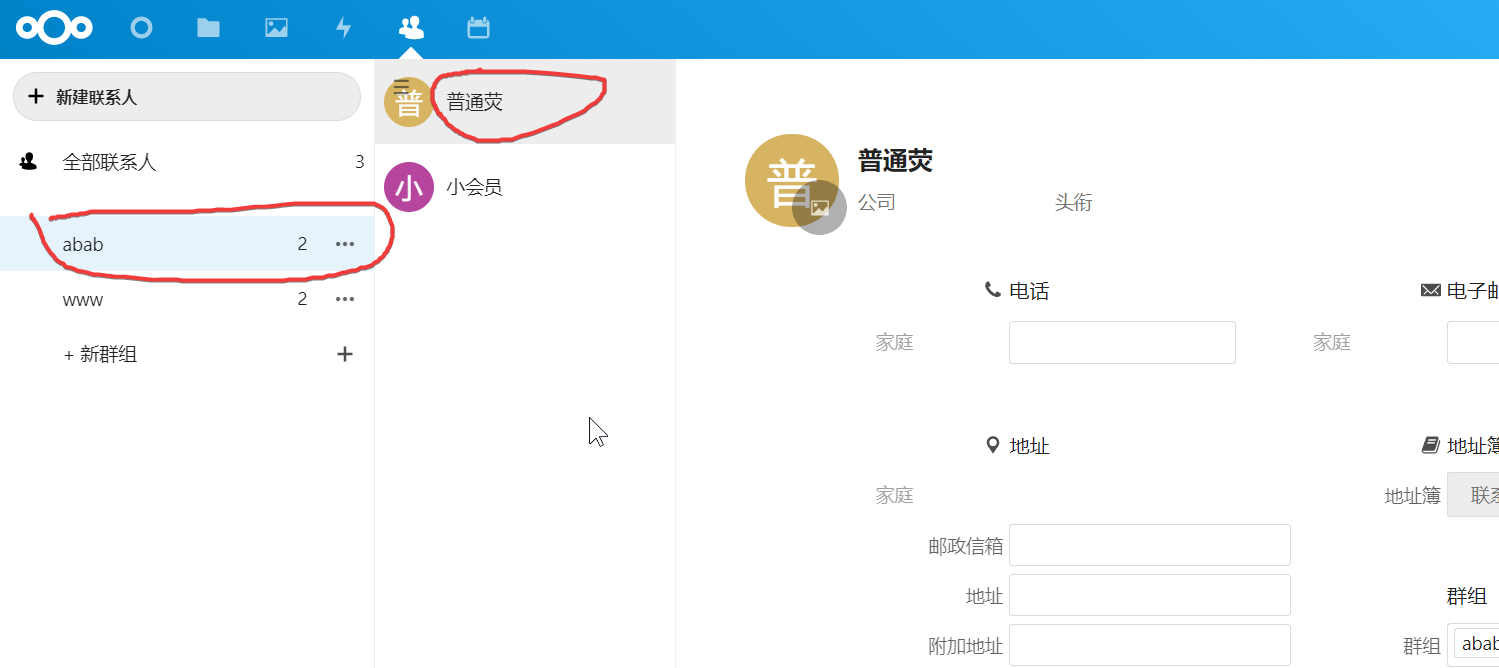 新建联系人
全部联系人 3
abab 2
www 2
+ 新群组
普 普通荧
小 小会员
普 普通荧
公司 头衔
电话
家庭
地址
家庭
邮政信箱
地址
附加地址
电子
家庭
地址簿
地址簿 联系
群组
群组 abab